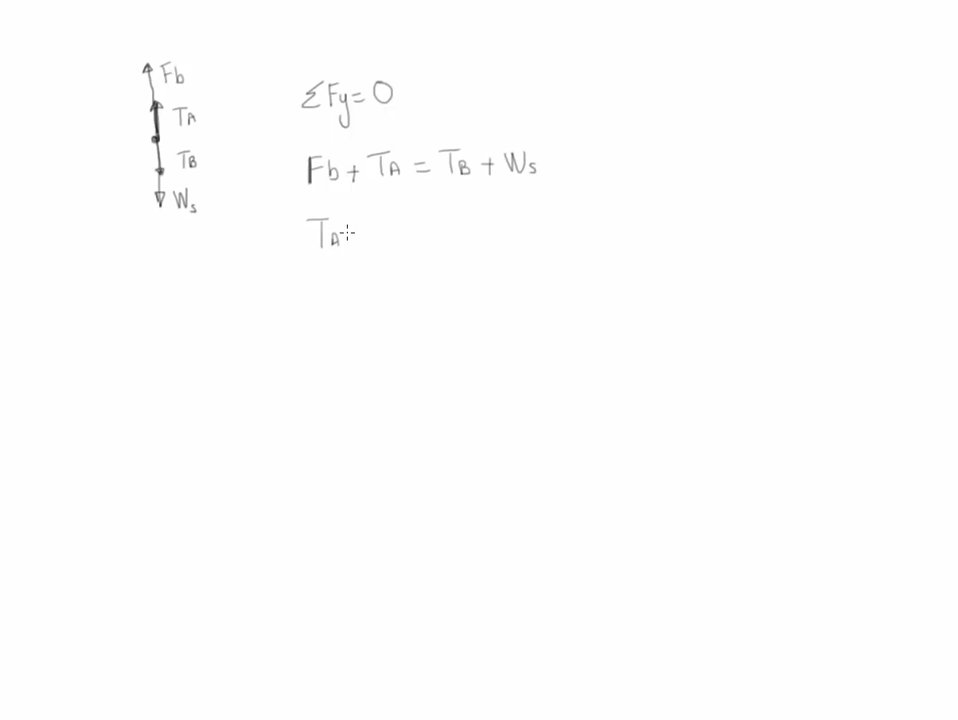 Fb
TA
TB
Ws
ΣFy = 0
Fb + TA = TB + Ws
TA